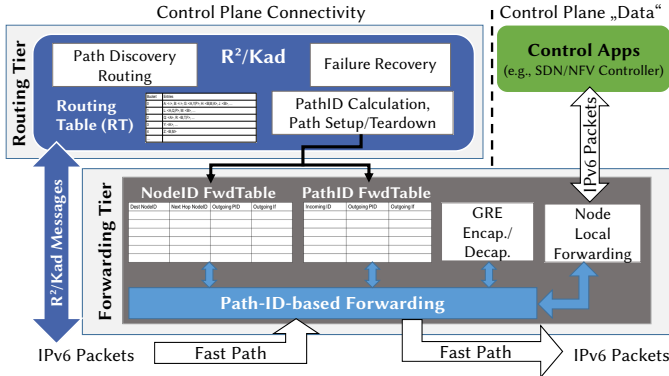 Control Plane Connectivity
Control Plane „Data“
Routing Tier
R²/Kad
Path Discovery
Routing
Failure Recovery
Routing
Table (RT)
PathID Calculation,
Path Setup/Teardown
Control Apps
(e.g., SDN/NFV Controller)
IPv6 Packets
R²/Kad Messages
Forwarding Tier
NodeID FwdTable
Dest NodeID Next Hop NodeID Outgoing PID Outgoing If
PathID FwdTable
Incoming ID Outgoing PID Outgoing If
GRE
Encap./
Decap.
Node
Local
Forwarding
Path-ID-based Forwarding
IPv6 Packets
Fast Path
Fast Path
IPv6 Packets